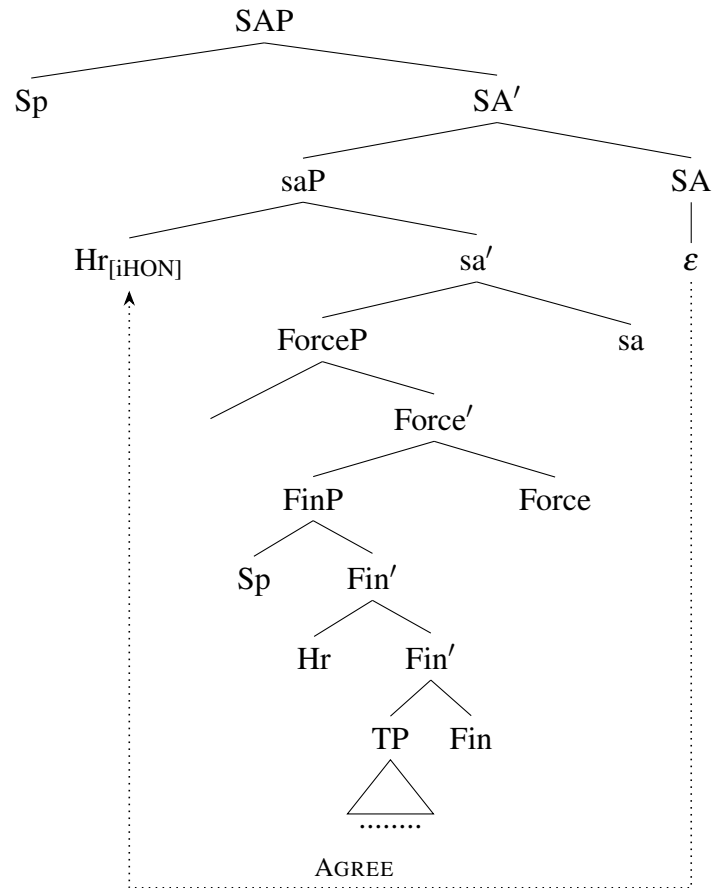 SAP
Sp SA′
saP SA
Hr[iHON] sa′ ε
ForceP sa
Force′
FinP Force
Sp Fin′
Hr Fin′
TP Fin
........
AGREE